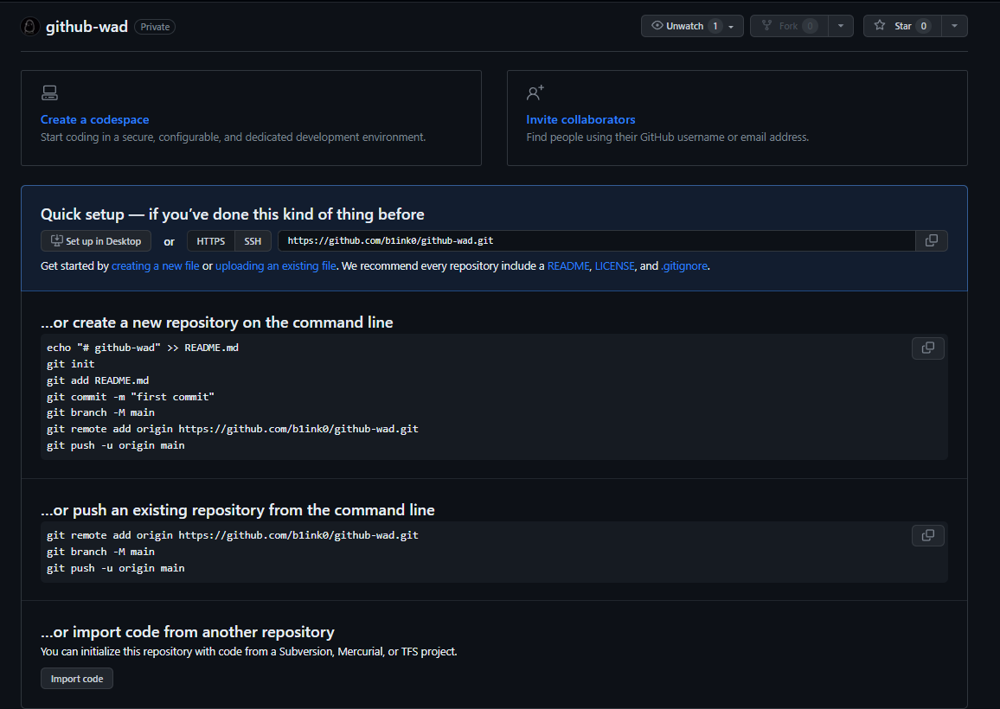 github-wad Private Unwatch 1 Fork 0 Star 0
Create a codespace
Start coding in a secure, configurable, and dedicated development environment.
Invite collaborators
Find people using their GitHub username or email address.
Quick setup — if you've done this kind of thing before
Set up in Desktop or HTTPS SSH https://github.com/b1ink0/github-wad.git
Get started by creating a new file or uploading an existing file. We recommend every repository include a README, LICENSE, and .gitignore.
…or create a new repository on the command line
echo "# github-wad" >> README.md
git init
git add README.md
git commit -m "first commit"
git branch -M main
git remote add origin https://github.com/b1ink0/github-wad.git
git push -u origin main
…or push an existing repository from the command line
git remote add origin https://github.com/b1ink0/github-wad.git
git branch -M main
git push -u origin main
…or import code from another repository
You can initialize this repository with code from a Subversion, Mercurial, or TFS project.
Import code